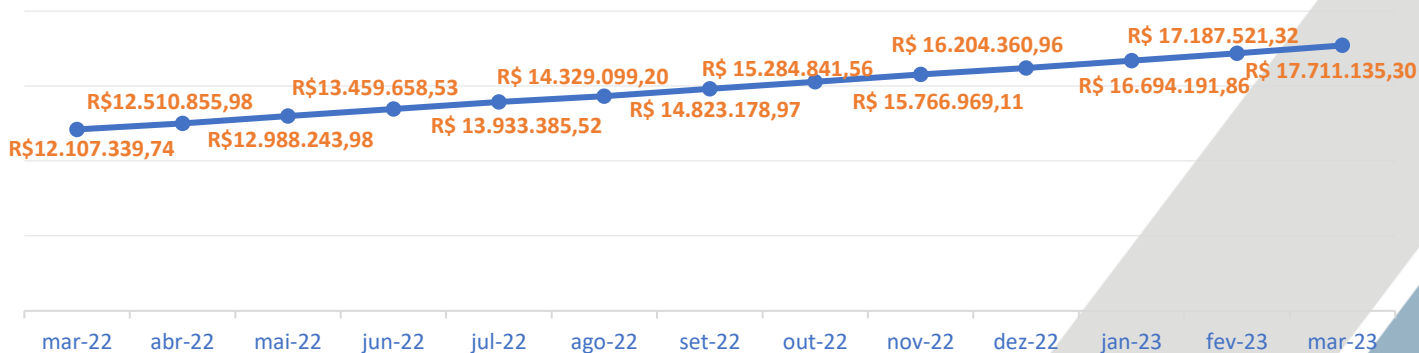 R$12.107.339,74
R$12.510.855,98
R$12.988.243,98
R$13.459.658,53
R$ 13.933.385,52
R$ 14.329.099,20
R$ 14.823.178,97
R$ 15.284.841,56
R$ 15.766.969,11
R$ 16.204.360,96
R$ 16.694.191,86
R$ 17.187.521,32
R$ 17.711.135,30
mar-22 abr-22 mai-22 jun-22 jul-22 ago-22 set-22 out-22 nov-22 dez-22 jan-23 fev-23 mar-23